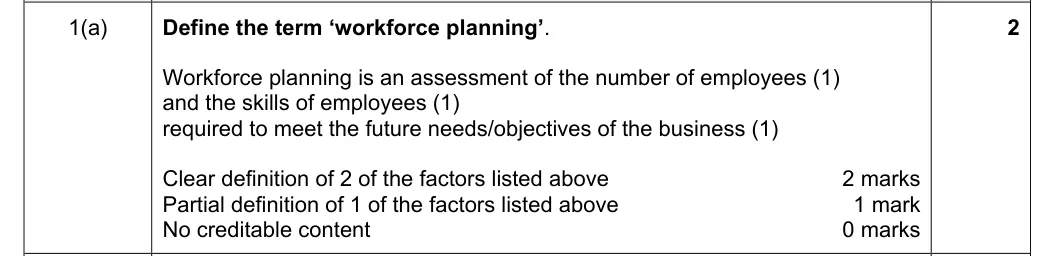 1(a) Define the term ‘workforce planning’. 2
Workforce planning is an assessment of the number of employees (1)
and the skills of employees (1)
required to meet the future needs/objectives of the business (1)
Clear definition of 2 of the factors listed above 2 marks
Partial definition of 1 of the factors listed above 1 mark
No creditable content 0 marks